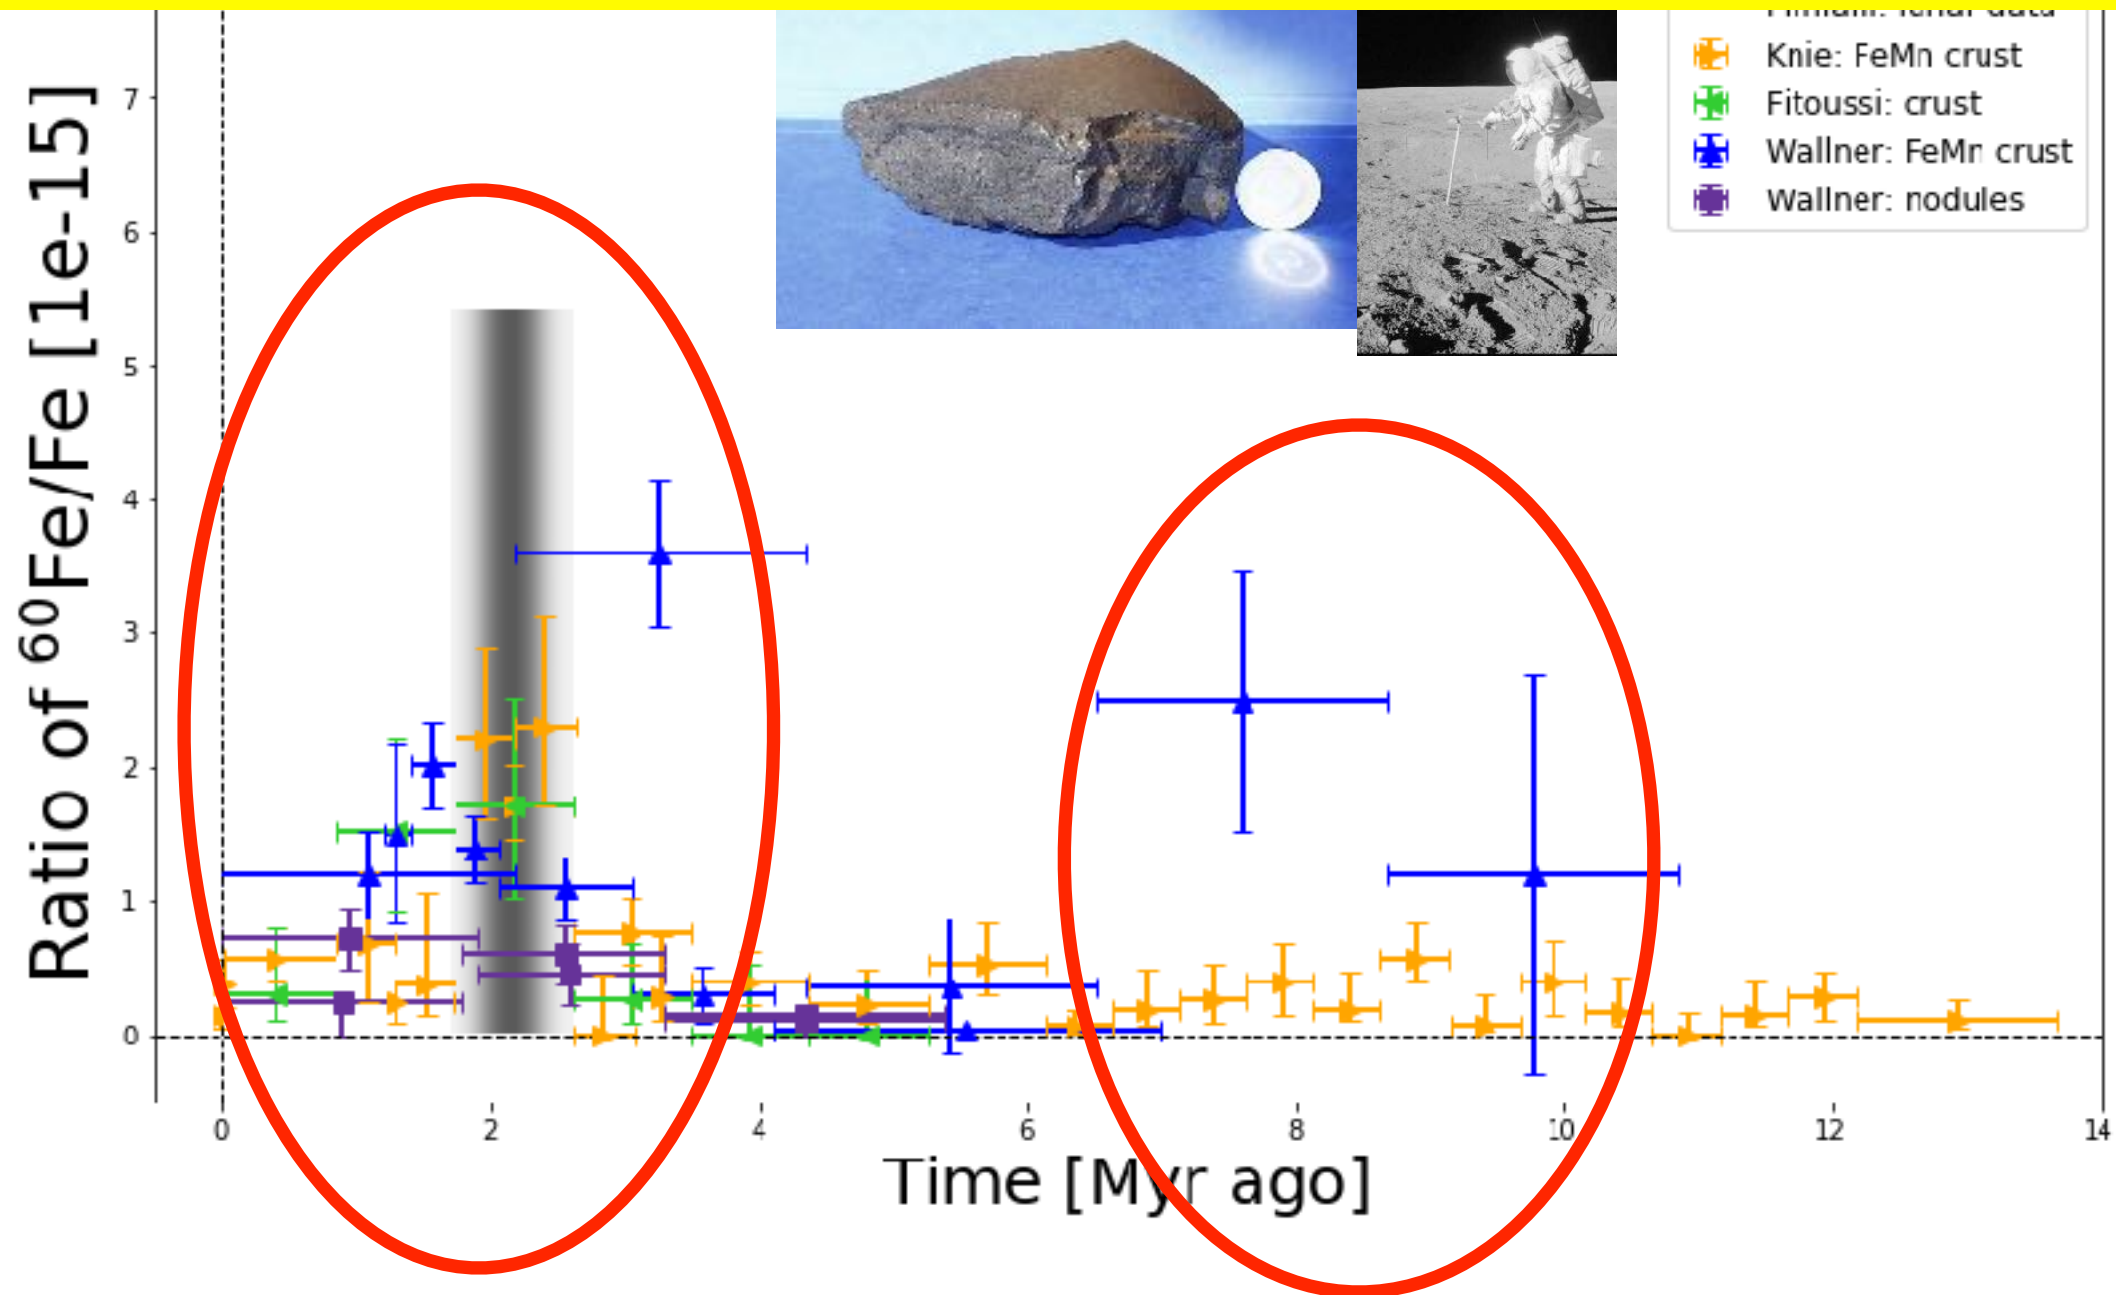 Ratio of ⁶⁰Fe/Fe [1e-15]
7
6
5
4
3
2
1
0
data
Knie: FeMn crust
Fitoussi: crust
Wallner: FeMn crust
Wallner: nodules
0 2 4 6 8 10 12 14
Time [Myr ago]